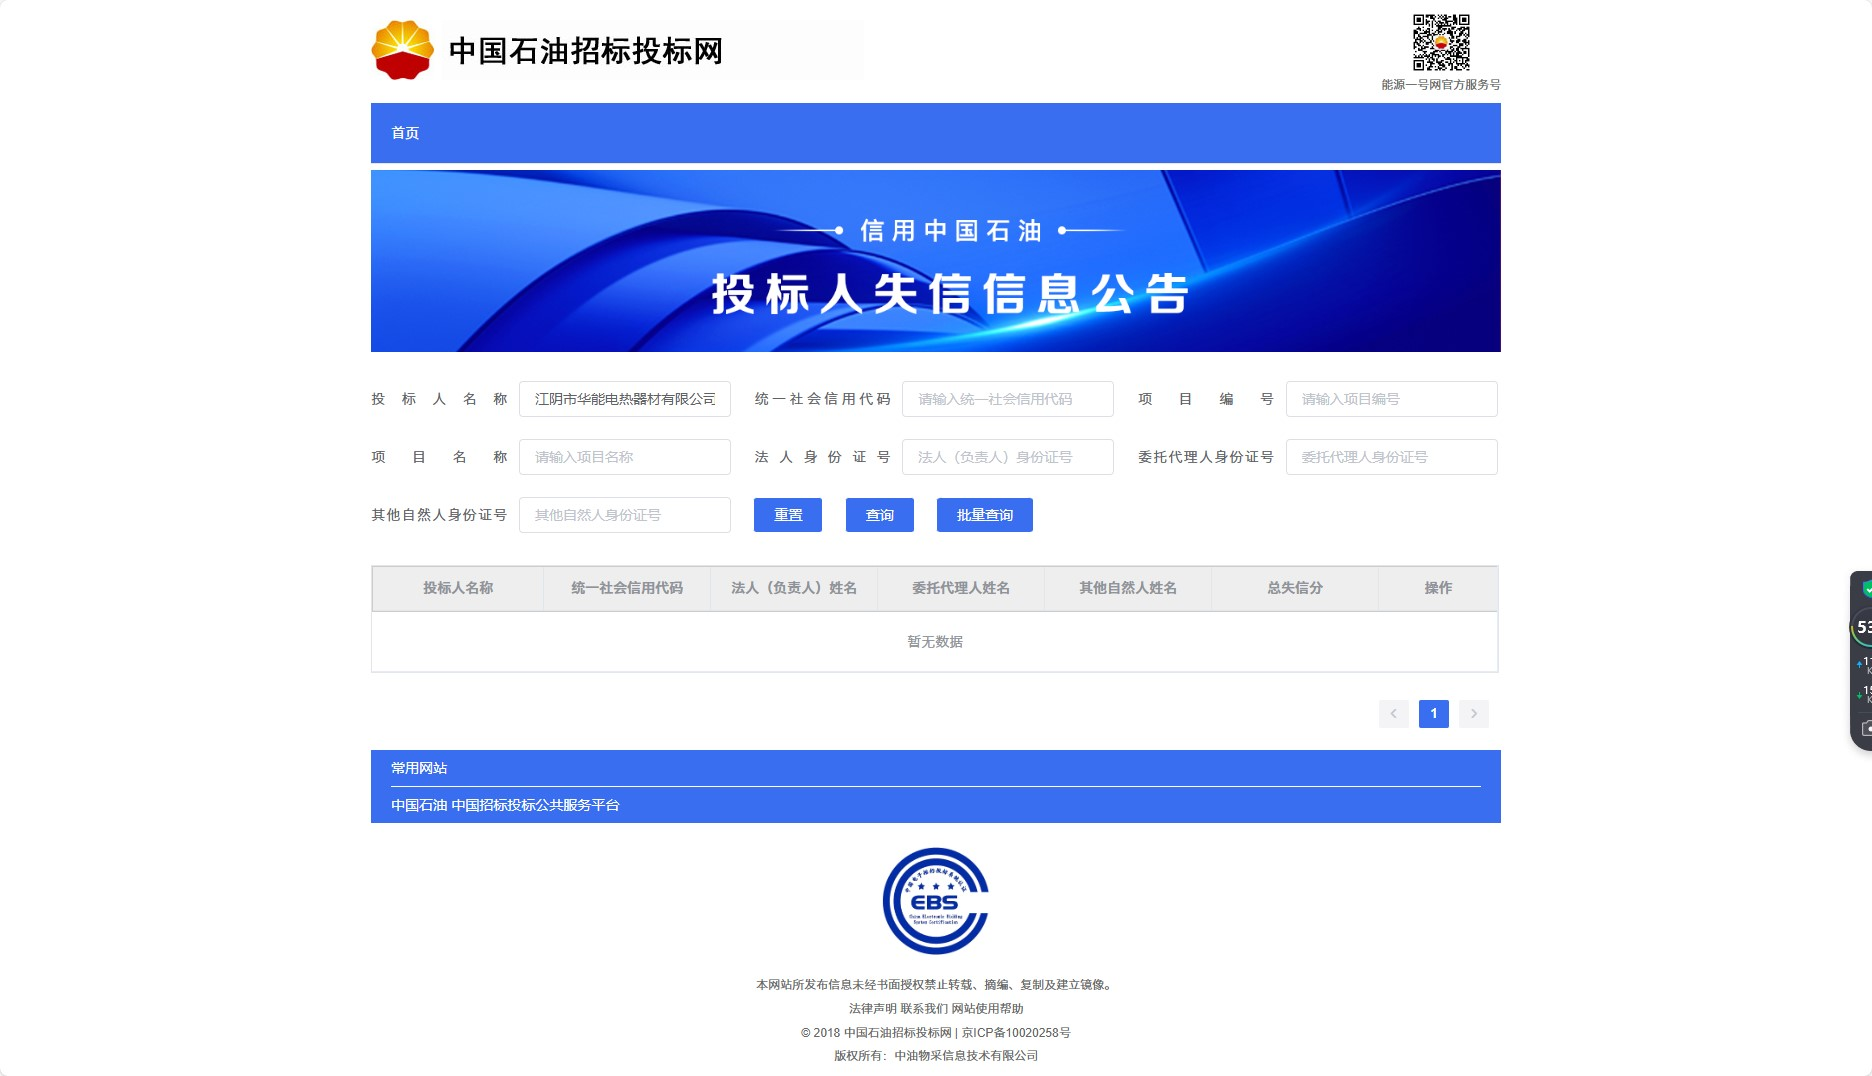 中国石油招标投标网
能源一号网官方服务号
首页
信用中国石油
投标人失信信息公告
投标人名称 江阴市华能电热器材有限公司 统一社会信用代码 请输入统一社会信用代码 项目编号 请输入项目编号
项目名称 请输入项目名称 法人身份证号 法人（负责人）身份证号 委托代理人身份证号 委托代理人身份证号
其他自然人身份证号 其他自然人身份证号 重置 查询 批量查询
投标人名称 统一社会信用代码 法人（负责人）姓名 委托代理人姓名 其他自然人姓名 总失信分 操作
暂无数据
1
常用网站
中国石油 中国招标投标公共服务平台
EBS
本网站所发布信息未经书面授权禁止转载、摘编、复制及建立镜像。
法律声明 联系我们 网站使用帮助
© 2018 中国石油招标投标网 | 京ICP备10020258号
版权所有：中油物采信息技术有限公司
53